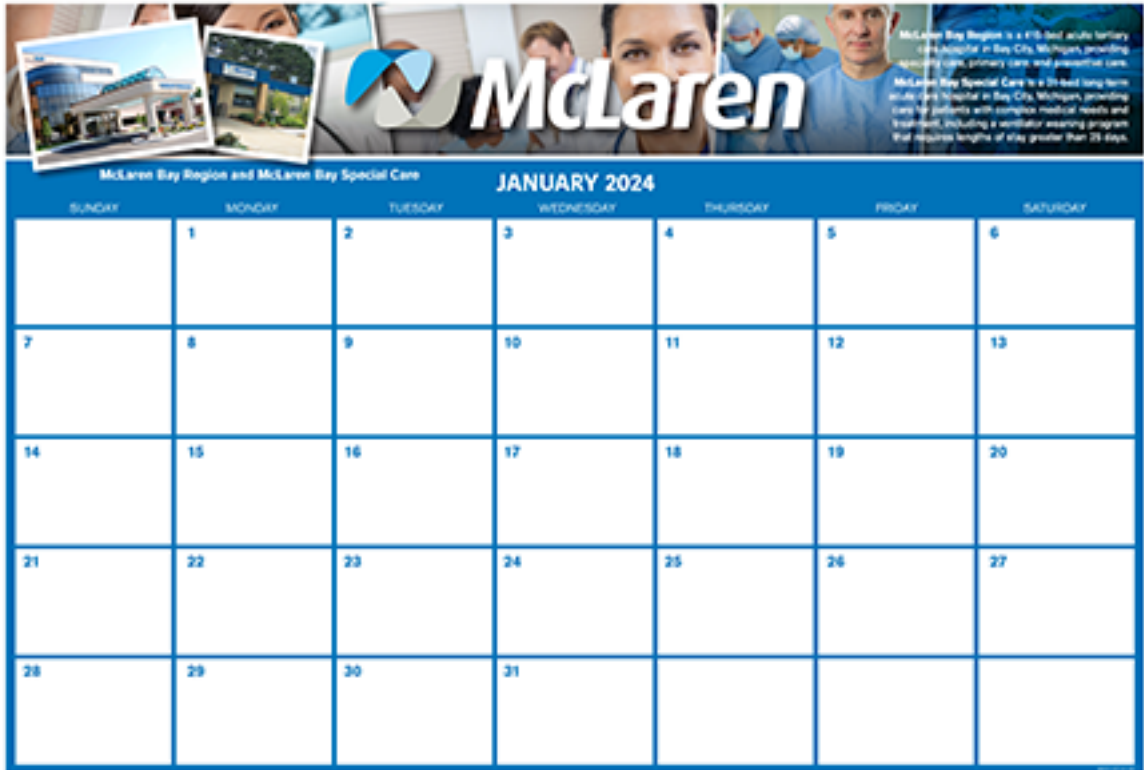 McLaren
McLaren Bay Region is a 415-bed acute tertiary
care hospital in Bay City, Michigan, providing
specialty care, primary care and preventive care.
McLaren Bay Special Care is a 31-bed long-term
acute care hospital in Bay City, Michigan, providing
care for patients with complex medical needs and
treatment, including a ventilator weaning program
that requires lengths of stay greater than 25 days.
McLaren Bay Region and McLaren Bay Special Care
JANUARY 2024
SUNDAY MONDAY TUESDAY WEDNESDAY THURSDAY FRIDAY SATURDAY
1 2 3 4 5 6
7 8 9 10 11 12 13
14 15 16 17 18 19 20
21 22 23 24 25 26 27
28 29 30 31